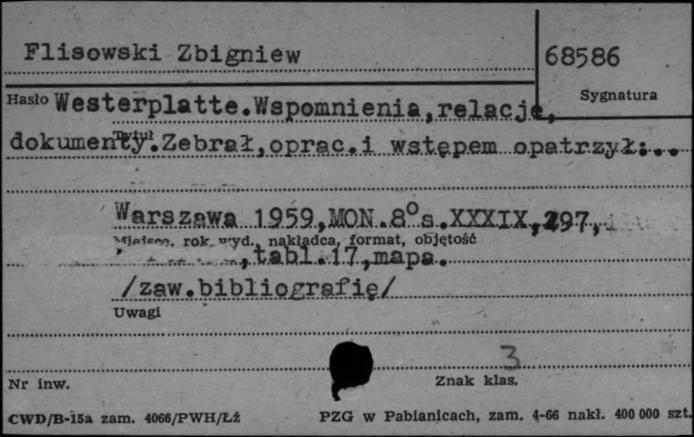 Flisowski Zbigniew
68586
Hasło
Sygnatura
Westerplatte.Wspomnienia,relacje,
Tytuł
dokumenty.Zebrał,oprac.i wstępem opatrzył:..
Warszawa 1959,MON.8°s.XXXIX,297,
Miejsce, rok wyd., nakładca, format, objętość
,tabl.17,mapa.
/zaw.bibliografię/
Uwagi
3
Nr inw.
Znak klas.
CWD/B-15a zam. 4066/PWH/Łź
PZG w Pabianicach, zam. 4-66 nakł. 400 000 szt.